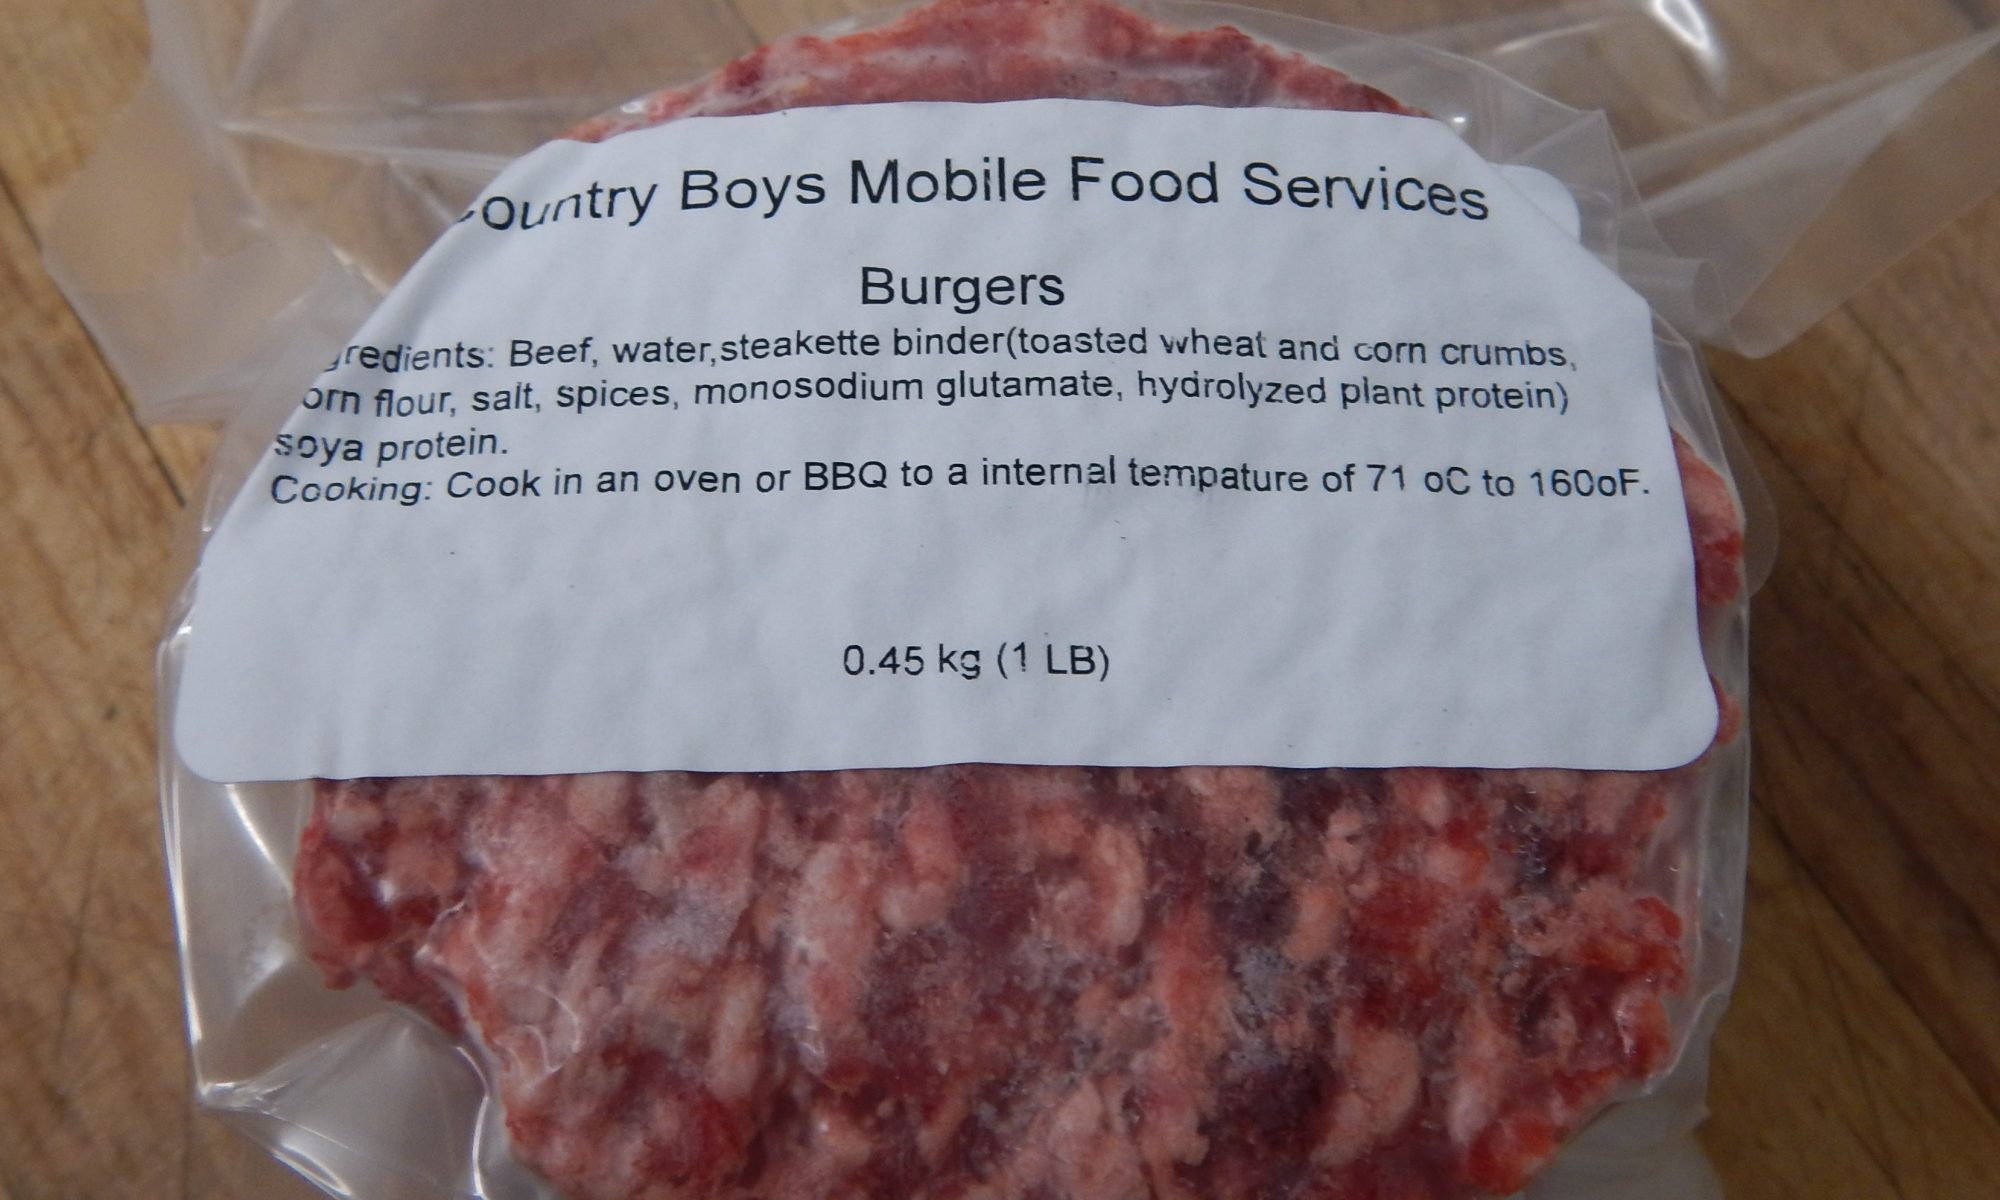 Country Boys Mobile Food Services
Burgers
gredients: Beef, water,steakette binder(toasted wheat and corn crumbs,
orn flour, salt, spices, monosodium glutamate, hydrolyzed plant protein)
soya protein.
Cooking: Cook in an oven or BBQ to a internal tempature of 71 oC to 160oF.
0.45 kg (1 LB)